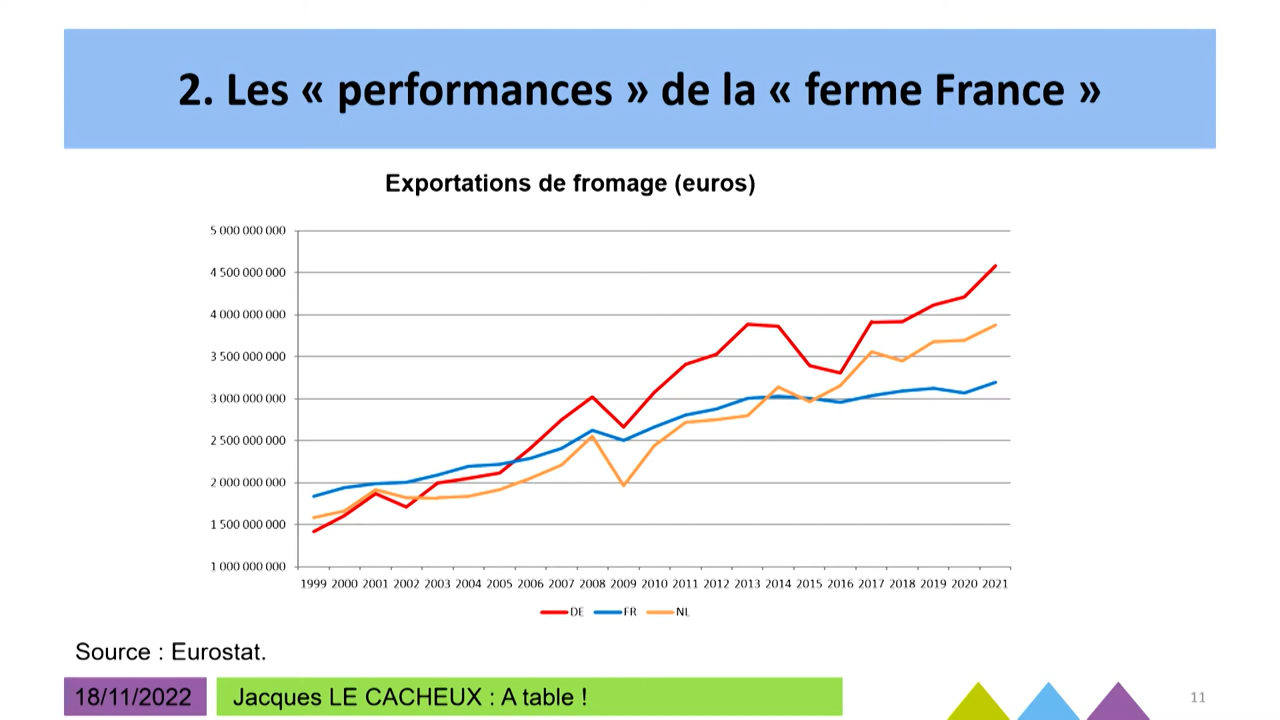 2. Les « performances » de la « ferme France »
Exportations de fromage (euros)
5 000 000 000
4 500 000 000
4 000 000 000
3 500 000 000
3 000 000 000
2 500 000 000
2 000 000 000
1 500 000 000
1 000 000 000
1999 2000 2001 2002 2003 2004 2005 2006 2007 2008 2009 2010 2011 2012 2013 2014 2015 2016 2017 2018 2019 2020 2021
DE FR NL
Source : Eurostat.
18/11/2022 Jacques LE CACHEUX : A table ! 11